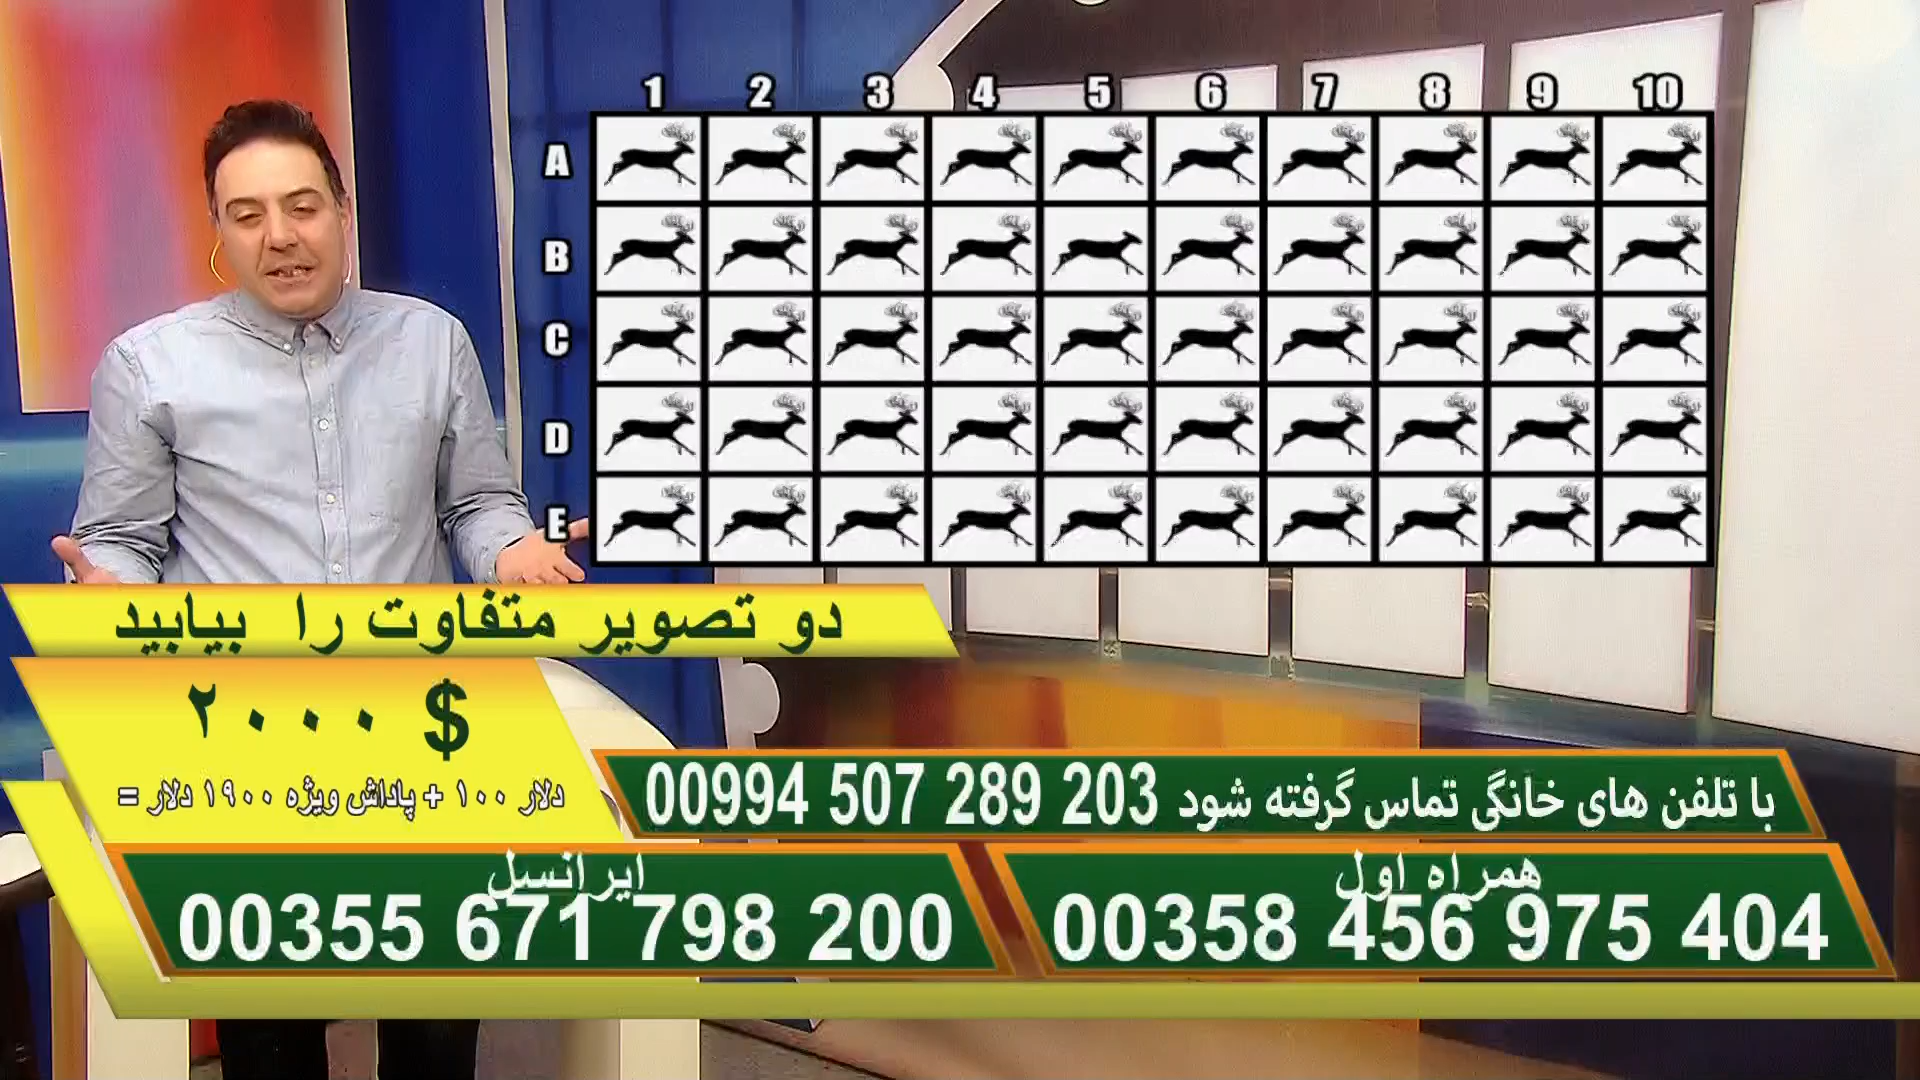 1 2 3 4 5 6 7 8 9 10
A
B
C
D
E
دو تصویر متفاوت را بیابید
۲۰۰۰ $
دلار ۱۰۰ + پاداش ویژه ۱۹۰۰ دلار =
با تلفن های خانگی تماس گرفته شود 00994 507 289 203
ایرانسل
00355 671 798 200
همراه اول
00358 456 975 404